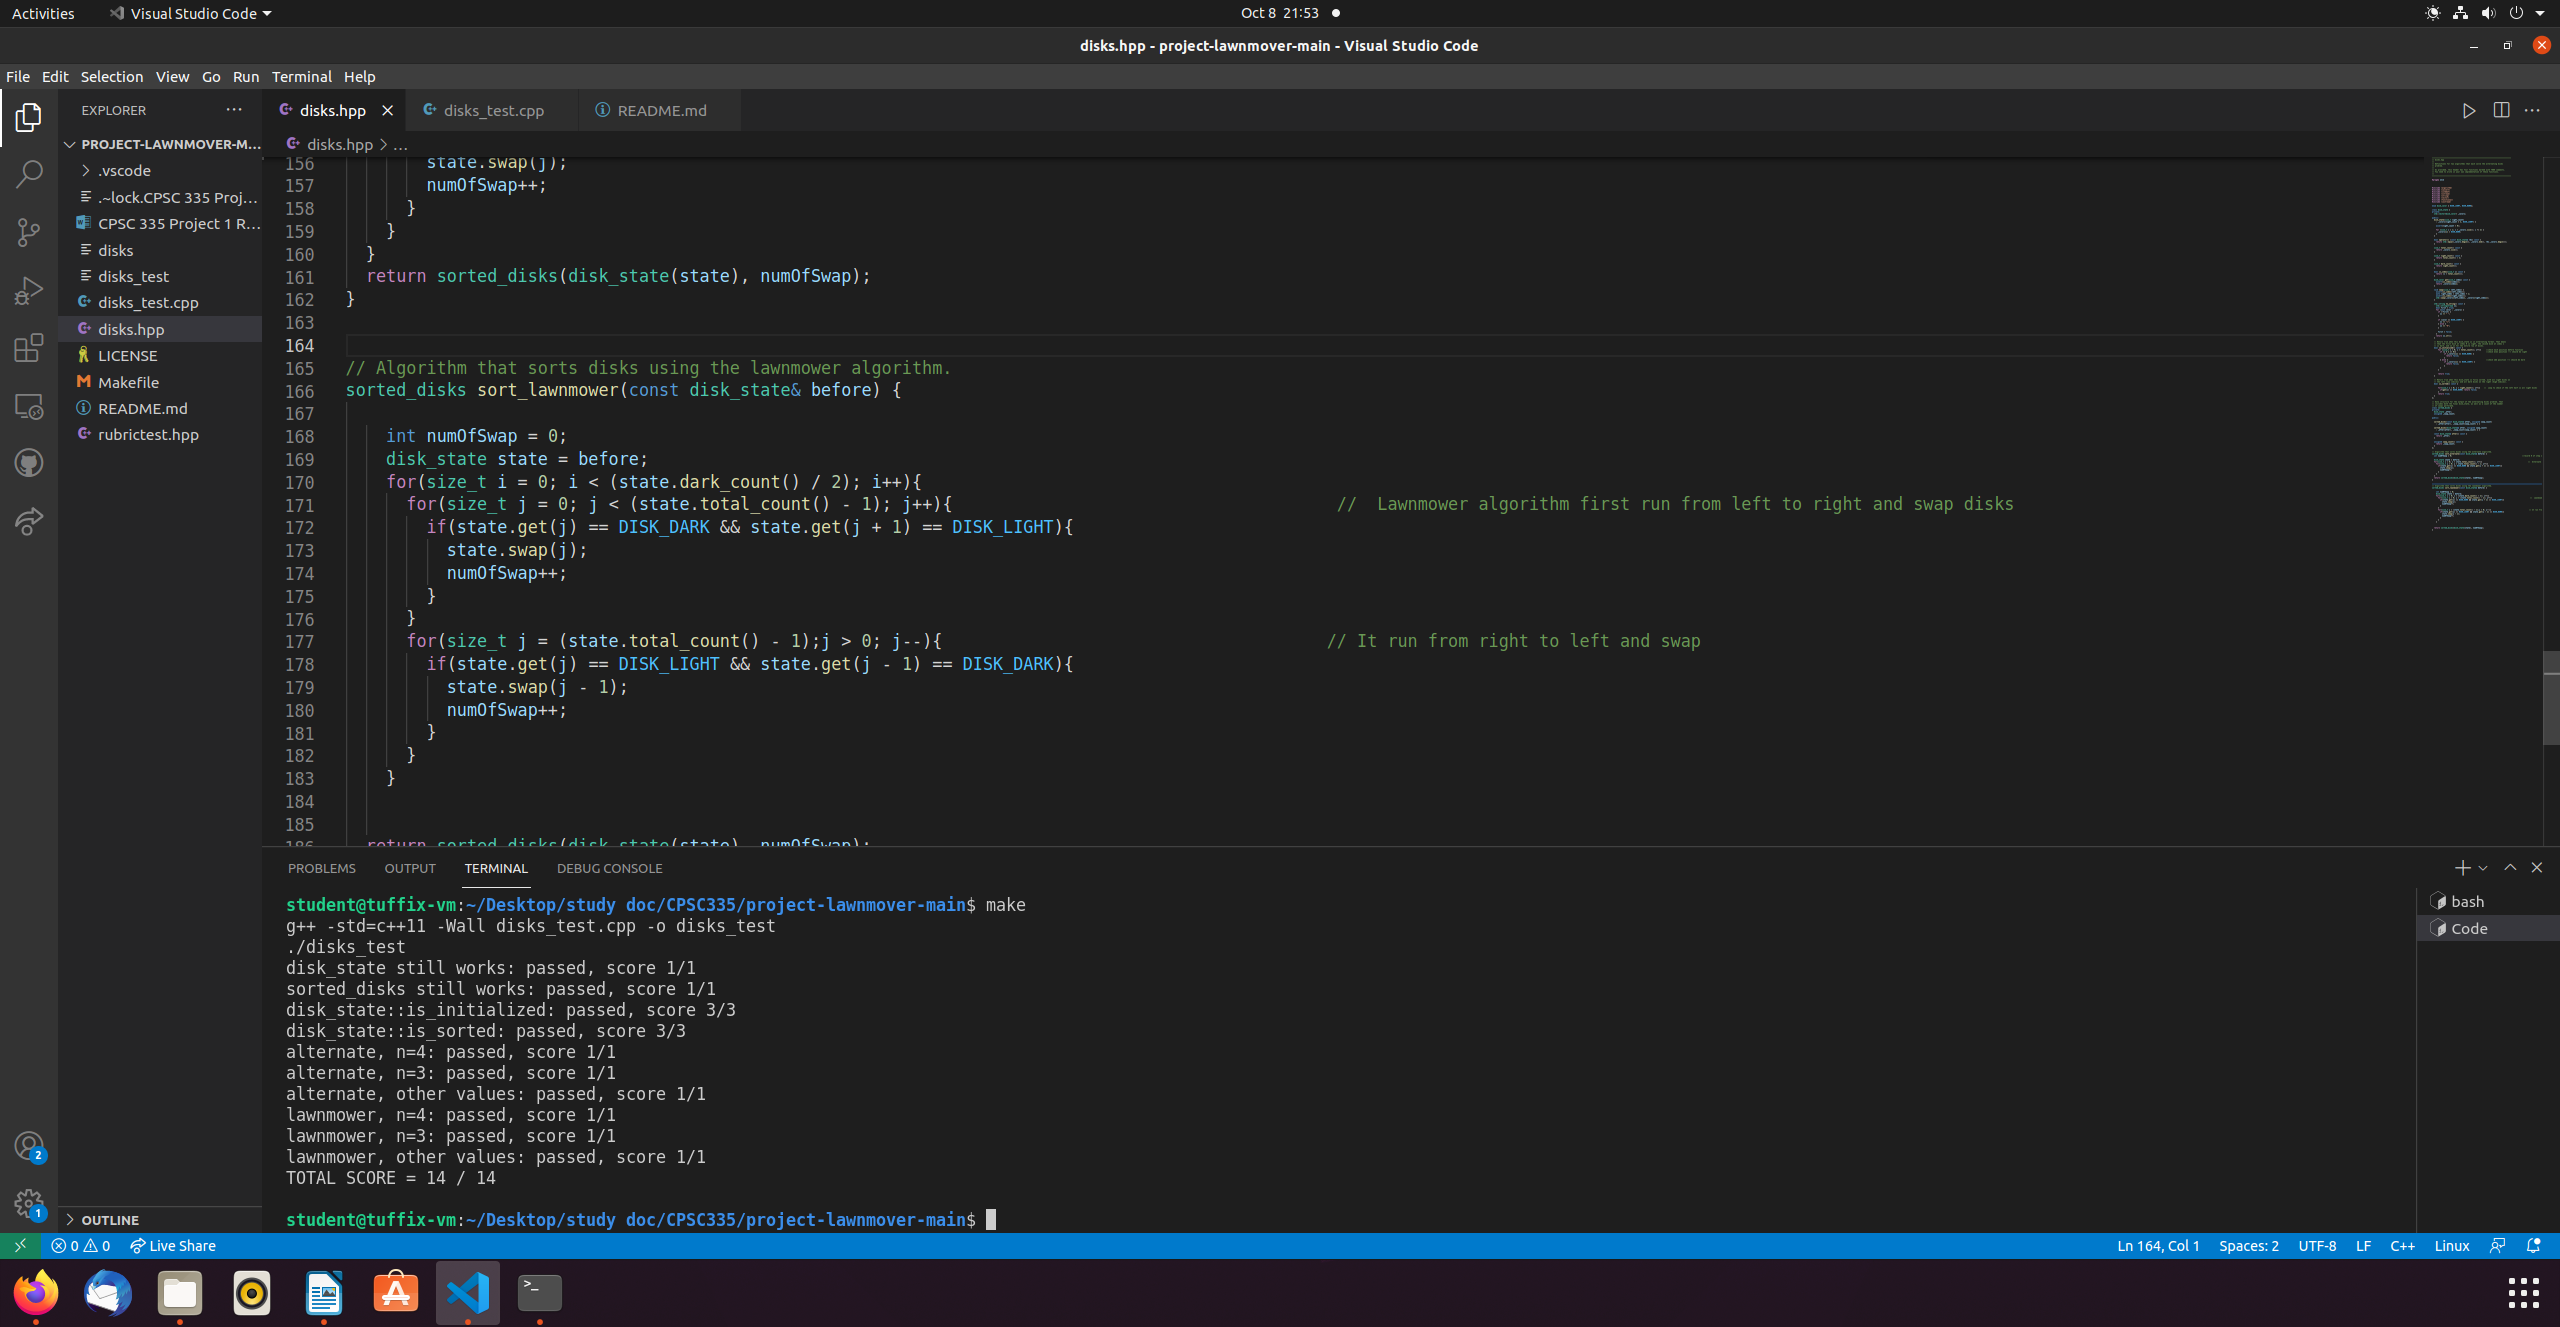 Activities
Visual Studio Code
Oct 8 21:53
disks.hpp - project-lawnmover-main - Visual Studio Code
File Edit Selection View Go Run Terminal Help
EXPLORER
PROJECT-LAWNMOVER-M...
.vscode
.~lock.CPSC 335 Proj...
CPSC 335 Project 1 R...
disks
disks_test
disks_test.cpp
disks.hpp
LICENSE
Makefile
README.md
rubrictest.hpp
OUTLINE
disks.hpp
disks_test.cpp
README.md
disks.hpp > ...
156 state.swap(j);
157 numOfSwap++;
158 }
159 }
160 }
161 return sorted_disks(disk_state(state), numOfSwap);
162 }
163
164
165 // Algorithm that sorts disks using the lawnmower algorithm.
166 sorted_disks sort_lawnmower(const disk_state& before) {
167
168 int numOfSwap = 0;
169 disk_state state = before;
170 for(size_t i = 0; i < (state.dark_count() / 2); i++){
171 for(size_t j = 0; j < (state.total_count() - 1); j++){ // Lawnmower algorithm first run from left to right and swap disks
172 if(state.get(j) == DISK_DARK && state.get(j + 1) == DISK_LIGHT){
173 state.swap(j);
174 numOfSwap++;
175 }
176 }
177 for(size_t j = (state.total_count() - 1);j > 0; j--){ // It run from right to left and swap
178 if(state.get(j) == DISK_LIGHT && state.get(j - 1) == DISK_DARK){
179 state.swap(j - 1);
180 numOfSwap++;
181 }
182 }
183 }
184
185
186 return sorted_disks(disk_state(state), numOfSwap);
PROBLEMS OUTPUT TERMINAL DEBUG CONSOLE
student@tuffix-vm:~/Desktop/study doc/CPSC335/project-lawnmover-main$ make
g++ -std=c++11 -Wall disks_test.cpp -o disks_test
./disks_test
disk_state still works: passed, score 1/1
sorted_disks still works: passed, score 1/1
disk_state::is_initialized: passed, score 3/3
disk_state::is_sorted: passed, score 3/3
alternate, n=4: passed, score 1/1
alternate, n=3: passed, score 1/1
alternate, other values: passed, score 1/1
lawnmower, n=4: passed, score 1/1
lawnmower, n=3: passed, score 1/1
lawnmower, other values: passed, score 1/1
TOTAL SCORE = 14 / 14
student@tuffix-vm:~/Desktop/study doc/CPSC335/project-lawnmover-main$
bash
Code
2
1
0 0 Live Share
Ln 164, Col 1 Spaces: 2 UTF-8 LF C++ Linux